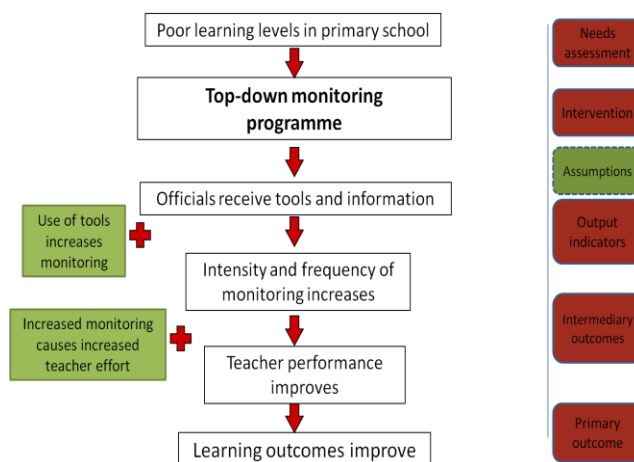 Poor learning levels in primary school
Top-down monitoring
programme
Officials receive tools and information
Use of tools
increases
monitoring
Intensity and frequency of
monitoring increases
Increased monitoring
causes increased
teacher effort
Teacher performance
improves
Learning outcomes improve
Needs
assessment
Intervention
Assumptions
Output
indicators
Intermediary
outcomes
Primary
outcome